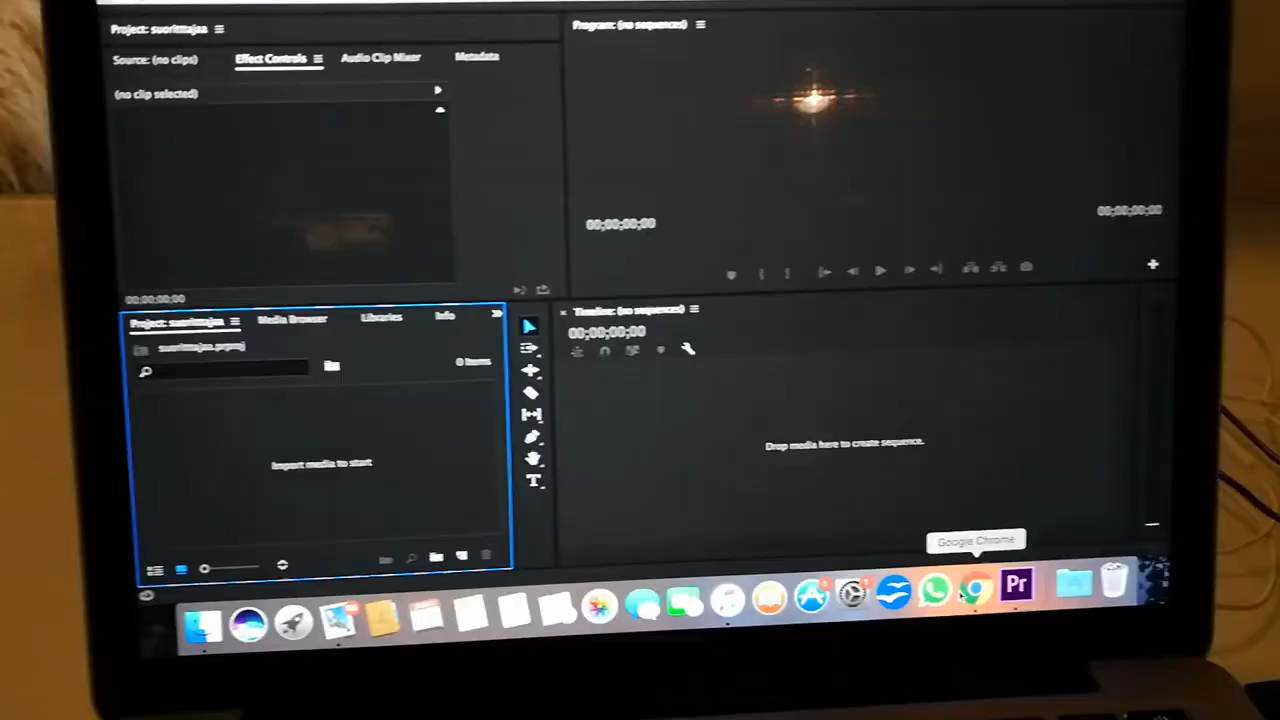 Project: suorittajaa
Program: (no sequences)
Source: (no clips)
Effect Controls
Audio Clip Mixer
Metadata
(no clip selected)
00;00;00;00
00;00;00;00
00;00;00;00
Project: suorittajaa
Media Browser
Libraries
Info
suorittajaa.prproj
0 Items
Import media to start
Timeline: (no sequences)
00;00;00;00
Drop media here to create sequence.
T
Google Chrome
Pr